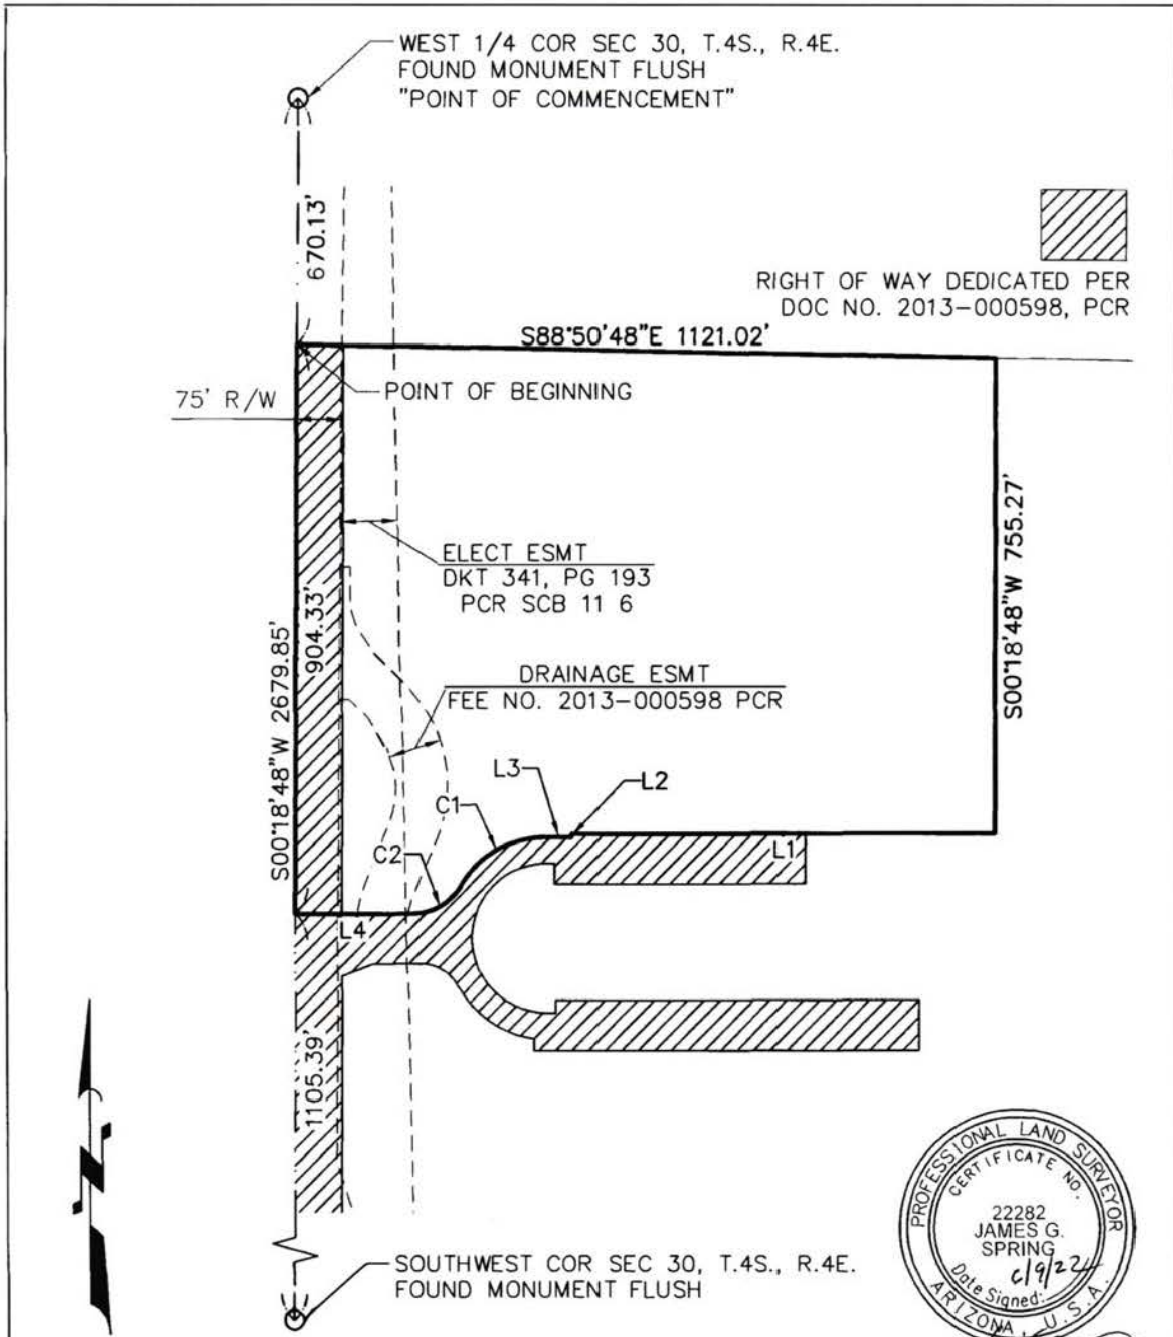 WEST 1/4 COR SEC 30, T.4S., R.4E.
FOUND MONUMENT FLUSH
"POINT OF COMMENCEMENT"
670.13'
RIGHT OF WAY DEDICATED PER
DOC NO. 2013-000598, PCR
S88°50'48"E 1121.02'
POINT OF BEGINNING
75' R/W
ELECT ESMT
DKT 341, PG 193
PCR SCB 11 6
S00°18'48"W 755.27'
S00°18'48"W 2679.85'
904.33'
DRAINAGE ESMT
FEE NO. 2013-000598 PCR
L3
L2
C1
L1
C2
L4
1105.39'
PROFESSIONAL LAND SURVEYOR
CERTIFICATE NO.
22282
JAMES G.
SPRING
Date Signed:
ARIZONA, U.S.A.
SOUTHWEST COR SEC 30, T.4S., R.4E.
FOUND MONUMENT FLUSH